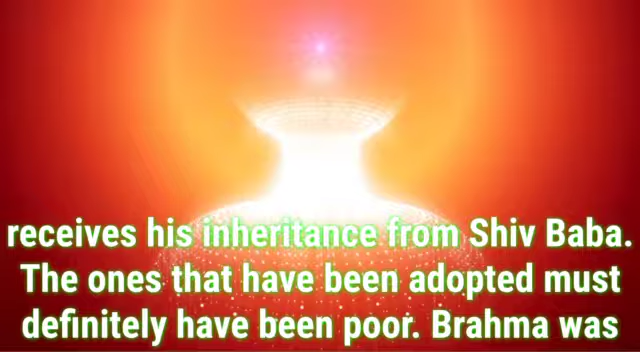 receives his inheritance from Shiv Baba.
The ones that have been adopted must
definitely have been poor. Brahma was